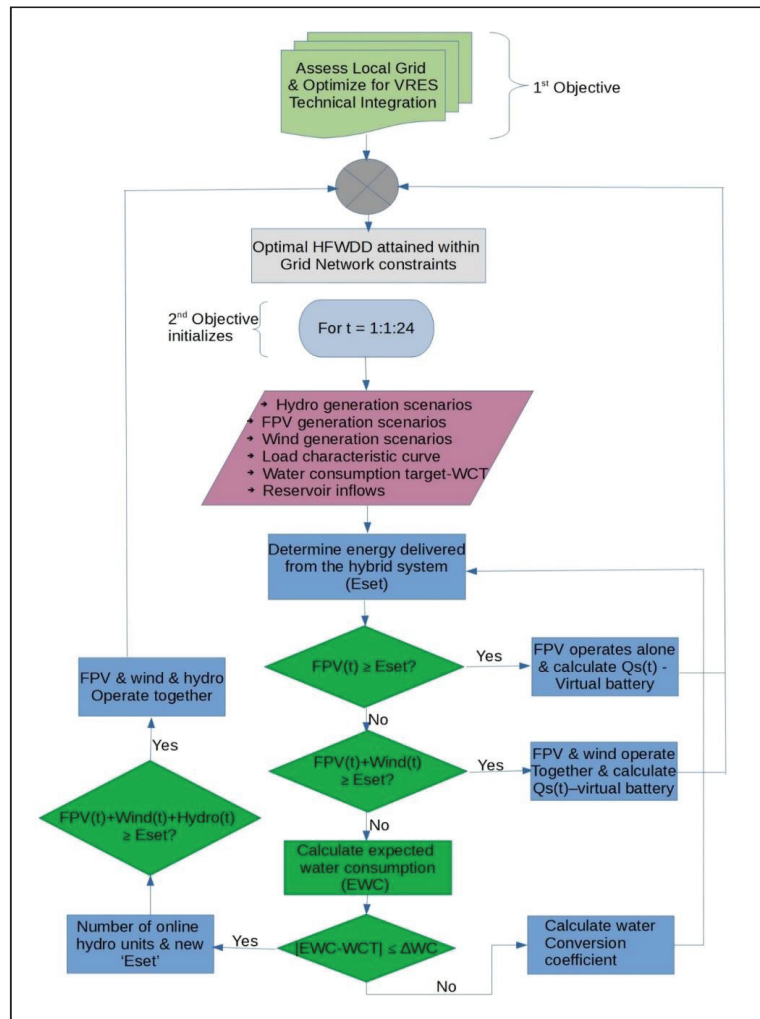 Assess Local Grid
& Optimize for VRES
Technical Integration
1st Objective
Optimal HFWDD attained within
Grid Network constraints
2nd Objective
initializes
For t = 1:1:24
➔ Hydro generation scenarios
➔ FPV generation scenarios
➔ Wind generation scenarios
➔ Load characteristic curve
➔ Water consumption target-WCT
➔ Reservoir inflows
Determine energy delivered
from the hybrid system
(Eset)
FPV(t) ≥ Eset?
Yes
FPV operates alone
& calculate Qs(t) -
Virtual battery
No
FPV(t)+Wind(t)
≥ Eset?
Yes
FPV & wind operate
Together & calculate
Qs(t)–virtual battery
No
Calculate expected
water consumption
(EWC)
|EWC-WCT| ≤ ΔWC
No
Calculate water
Conversion
coefficient
Yes
Number of online
hydro units & new
‘Eset’
FPV(t)+Wind(t)+Hydro(t)
≥ Eset?
Yes
FPV & wind & hydro
Operate together